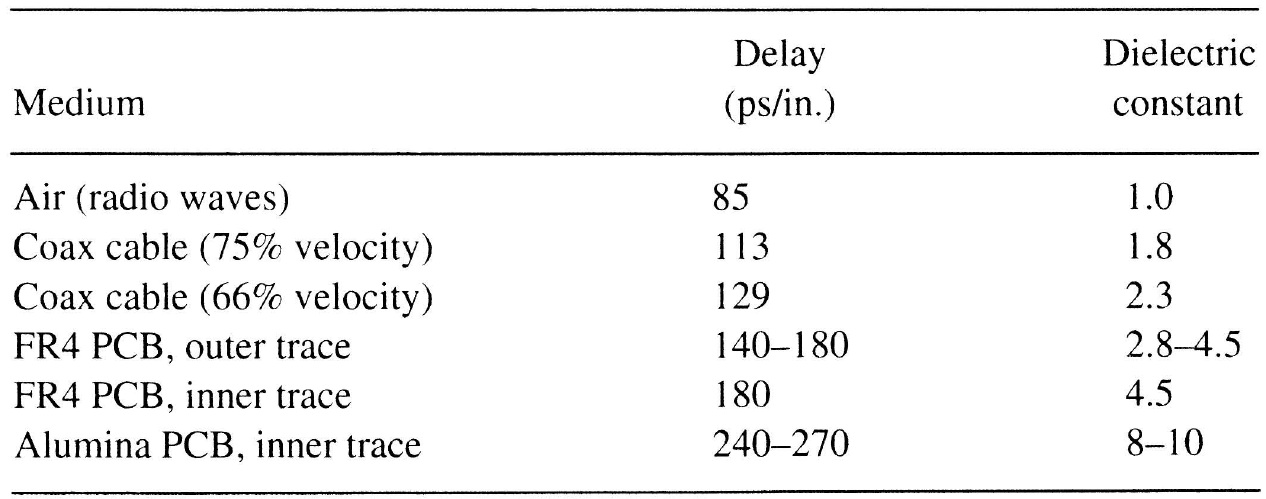 Medium Delay (ps/in.) Dielectric constant
Air (radio waves) 85 1.0
Coax cable (75% velocity) 113 1.8
Coax cable (66% velocity) 129 2.3
FR4 PCB, outer trace 140–180 2.8–4.5
FR4 PCB, inner trace 180 4.5
Alumina PCB, inner trace 240–270 8–10